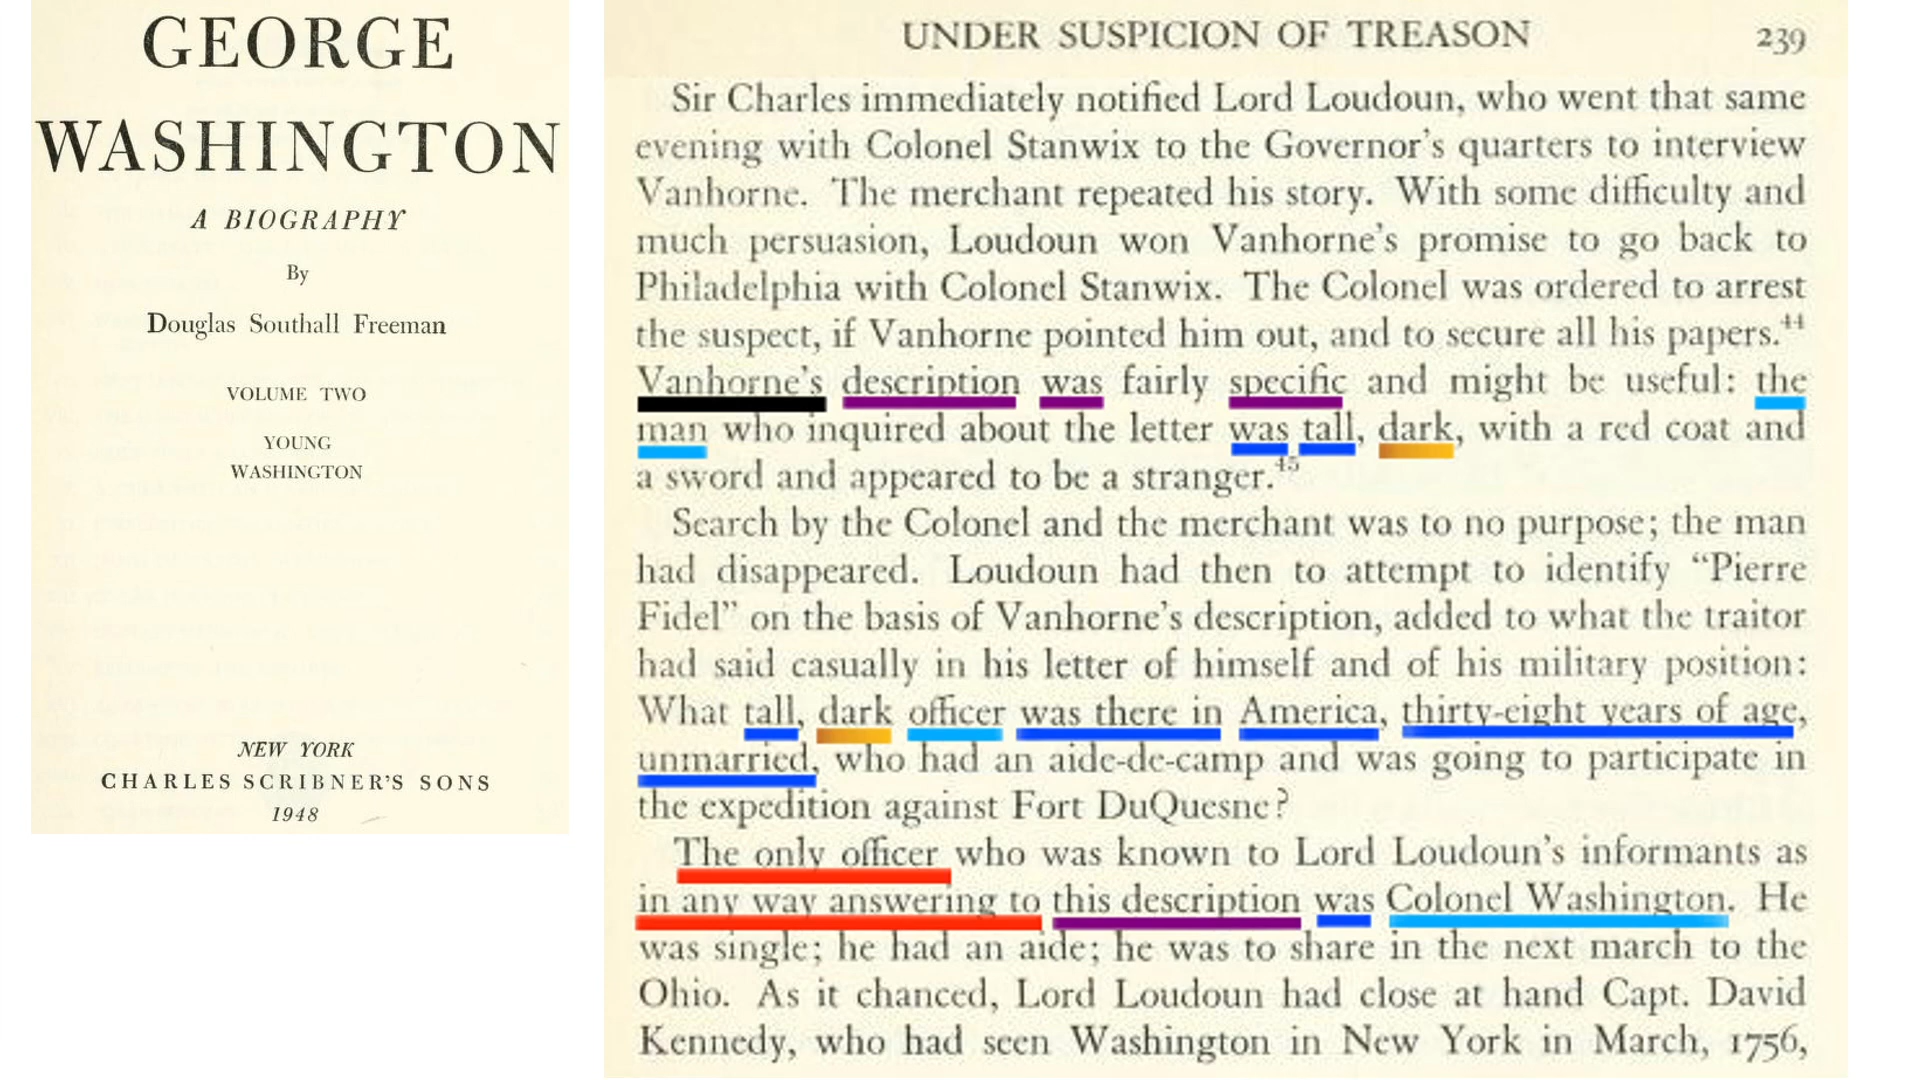 GEORGE
WASHINGTON
A BIOGRAPHY
By
Douglas Southall Freeman
VOLUME TWO
YOUNG
WASHINGTON
NEW YORK
CHARLES SCRIBNER'S SONS
1948
UNDER SUSPICION OF TREASON 239
Sir Charles immediately notified Lord Loudoun, who went that same
evening with Colonel Stanwix to the Governor's quarters to interview
Vanhorne. The merchant repeated his story. With some difficulty and
much persuasion, Loudoun won Vanhorne's promise to go back to
Philadelphia with Colonel Stanwix. The Colonel was ordered to arrest
the suspect, if Vanhorne pointed him out, and to secure all his papers.44
Vanhorne's description was fairly specific and might be useful: the
man who inquired about the letter was tall, dark, with a red coat and
a sword and appeared to be a stranger.45
Search by the Colonel and the merchant was to no purpose; the man
had disappeared. Loudoun had then to attempt to identify “Pierre
Fidel” on the basis of Vanhorne's description, added to what the traitor
had said casually in his letter of himself and of his military position:
What tall, dark officer was there in America, thirty-eight years of age,
unmarried, who had an aide-de-camp and was going to participate in
the expedition against Fort DuQuesne?
The only officer who was known to Lord Loudoun's informants as
in any way answering to this description was Colonel Washington. He
was single; he had an aide; he was to share in the next march to the
Ohio. As it chanced, Lord Loudoun had close at hand Capt. David
Kennedy, who had seen Washington in New York in March, 1756,